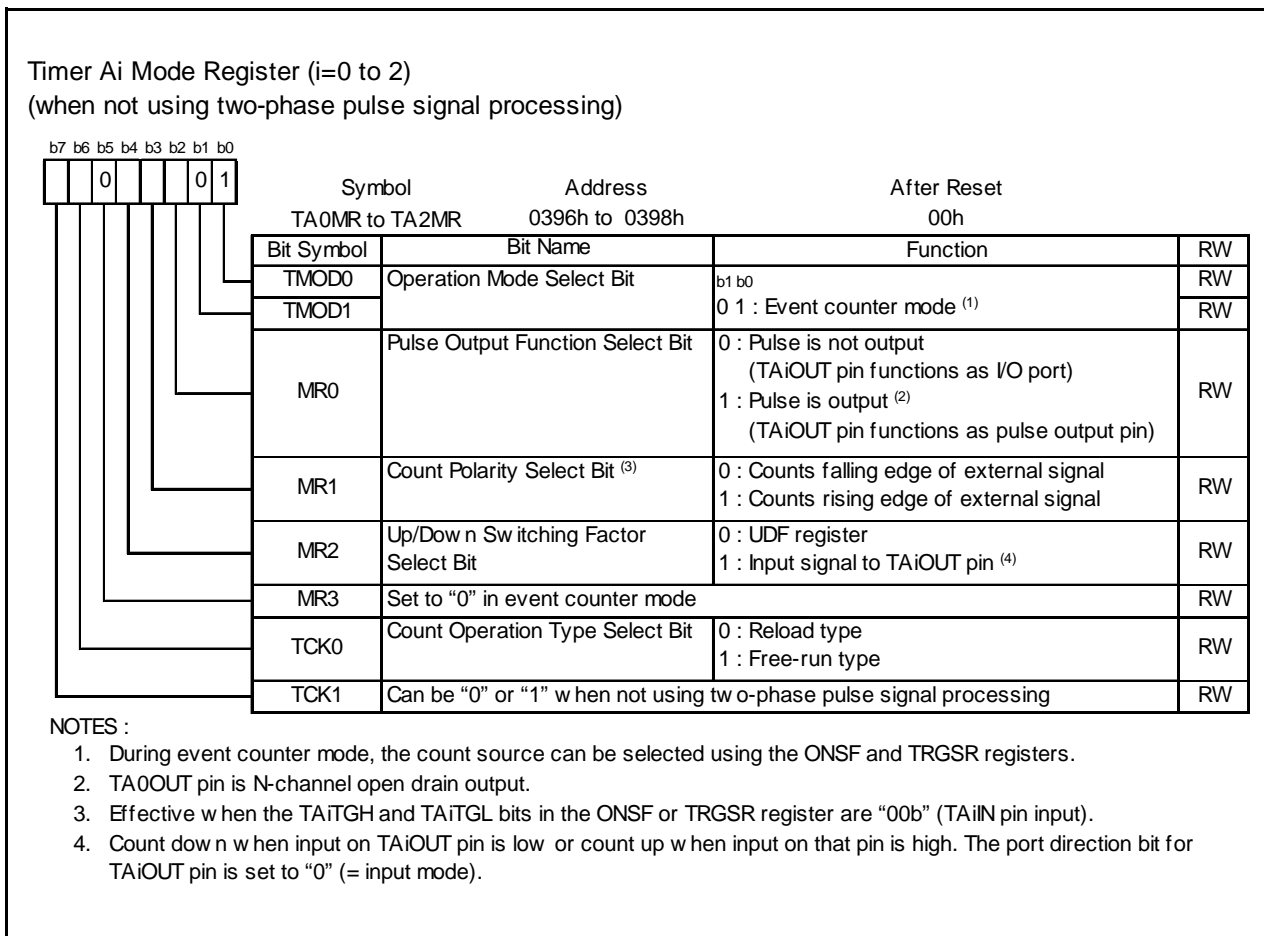 Timer Ai Mode Register (i=0 to 2)
(when not using two-phase pulse signal processing)
b7 b6 b5 b4 b3 b2 b1 b0
0 0 1
Symbol Address After Reset
TA0MR to TA2MR 0396h to 0398h 00h
Bit Symbol Bit Name Function RW
TMOD0 Operation Mode Select Bit b1 b0 RW
TMOD1 0 1 : Event counter mode (1) RW
MR0 Pulse Output Function Select Bit 0 : Pulse is not output
(TAiOUT pin functions as I/O port)
1 : Pulse is output (2)
(TAiOUT pin functions as pulse output pin) RW
MR1 Count Polarity Select Bit (3) 0 : Counts falling edge of external signal
1 : Counts rising edge of external signal RW
MR2 Up/Down Switching Factor
Select Bit 0 : UDF register
1 : Input signal to TAiOUT pin (4) RW
MR3 Set to “0” in event counter mode RW
TCK0 Count Operation Type Select Bit 0 : Reload type
1 : Free-run type RW
TCK1 Can be “0” or “1” when not using two-phase pulse signal processing RW
NOTES :
1. During event counter mode, the count source can be selected using the ONSF and TRGSR registers.
2. TA0OUT pin is N-channel open drain output.
3. Effective when the TAiTGH and TAiTGL bits in the ONSF or TRGSR register are “00b” (TAiIN pin input).
4. Count down when input on TAiOUT pin is low or count up when input on that pin is high. The port direction bit for
TAiOUT pin is set to “0” (= input mode).